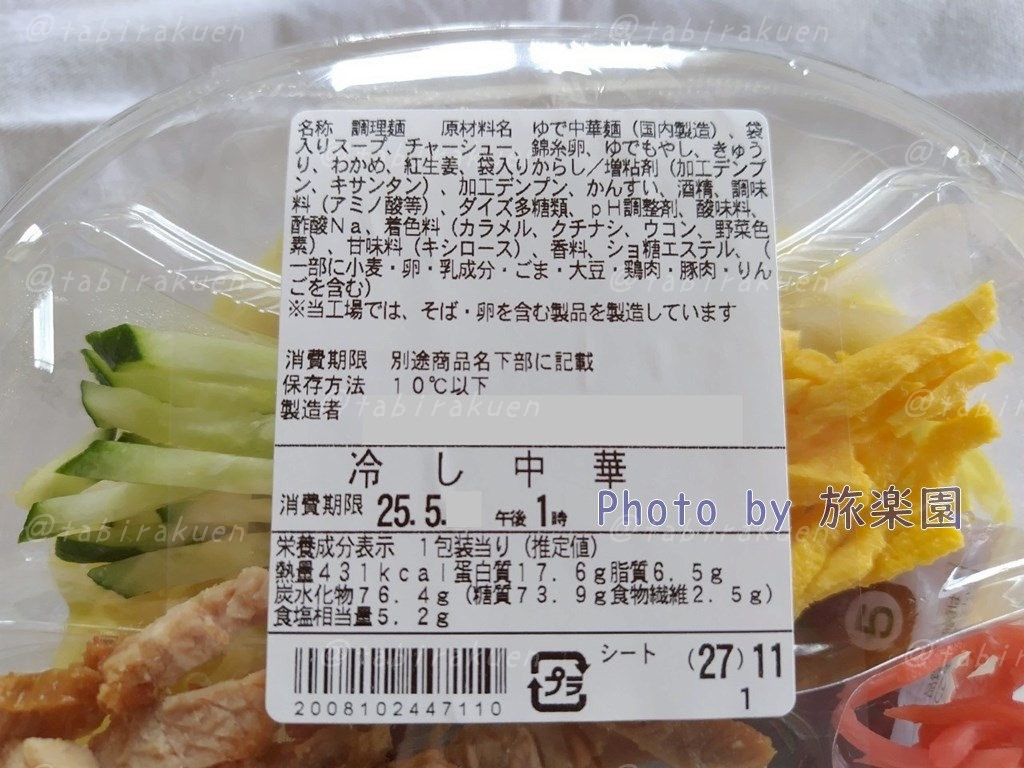 名称　調理麺　　原材料名　ゆで中華麺（国内製造）、袋
入りスープ、チャーシュー、錦糸卵、ゆでもやし、きゅう
り、わかめ、紅生姜、袋入りからし／増粘剤（加工デンプ
ン、キサンタン）、加工デンプン、かんすい、酒精、調味
料（アミノ酸等）、ダイズ多糖類、ｐＨ調整剤、酸味料、
酢酸Ｎａ、着色料（カラメル、クチナシ、ウコン、野菜色
素）、甘味料（キシロース）、香料、ショ糖エステル、（
一部に小麦・卵・乳成分・ごま・大豆・鶏肉・豚肉・りん
ごを含む）
※当工場では、そば・卵を含む製品を製造しています
消費期限　別途商品名下部に記載
保存方法　１０℃以下
製造者
冷し中華
消費期限 25.5. 午後 1時
Photo by 旅楽園
栄養成分表示　１包装当り（推定値）
熱量４３１ｋｃａｌ蛋白質１７．６ｇ脂質６．５ｇ
炭水化物７６．４ｇ（糖質７３．９ｇ食物繊維２．５ｇ）
食塩相当量５．２ｇ
プラ シート （27）11
2008102447110 1
5
@tabirakuen
@tabirakuen
@tabirakuen
@tabirakuen
@tabirakuen
@tabirakuen
@tabirakuen
@tabirakuen
@tabirakuen
@tabirakuen
@tabirakuen
@tabirakuen